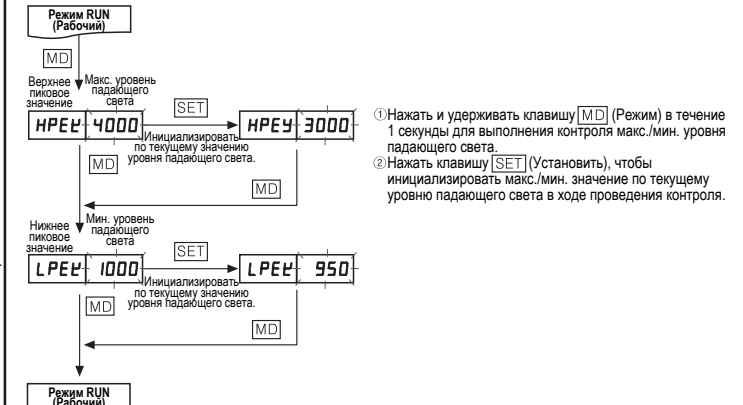 Режим RUN
(Рабочий)
MD
Верхнее
пиковое
значение
Макс. уровень
падающего
света
SET
HPEK 4000
HPEY 3000
Инициализировать
по текущему значению
уровня падающего света.
MD
MD
Нижнее
пиковое
значение
Мин. уровень
падающего
света
SET
LPEK 1000
LPEK 950
Инициализировать
по текущему значению
уровня падающего света.
MD
MD
Режим RUN
(Рабочий)
①Нажать и удерживать клавишу MD (Режим) в течение
1 секунды для выполнения контроля макс./мин. уровня
падающего света.
②Нажать клавишу SET (Установить), чтобы
инициализировать макс./мин. значение по текущему
уровню падающего света в ходе проведения контроля.